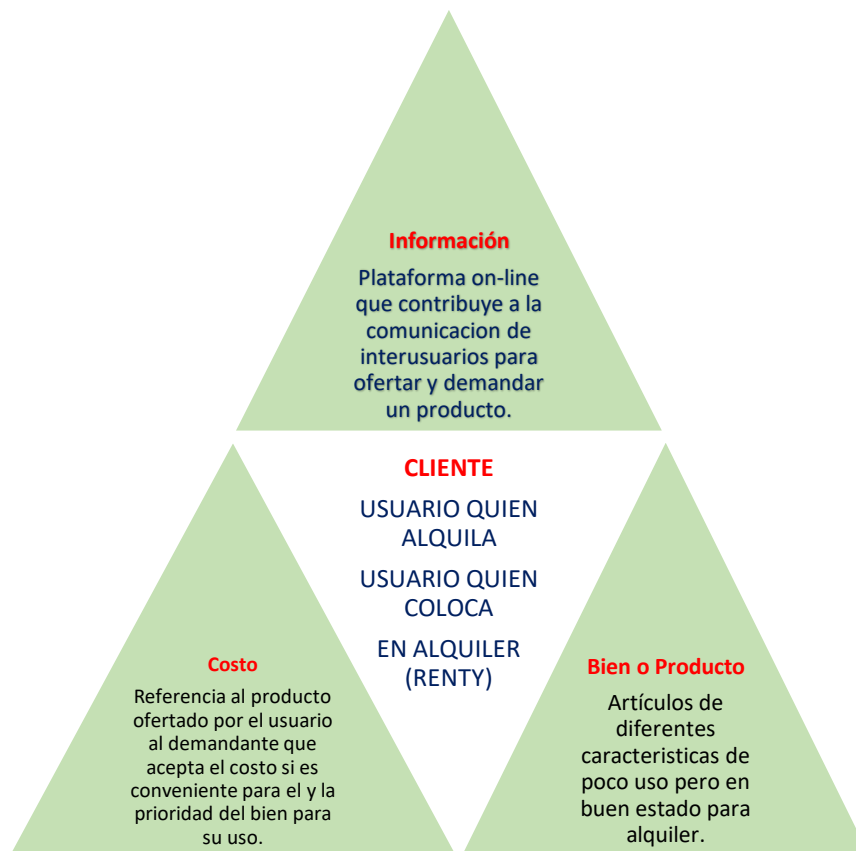 Información
Plataforma on-line
que contribuye a la
comunicacion de
interusuarios para
ofertar y demandar
un producto.
CLIENTE
USUARIO QUIEN
ALQUILA
USUARIO QUIEN
COLOCA
EN ALQUILER
(RENTY)
Costo
Referencia al producto
ofertado por el usuario
al demandante que
acepta el costo si es
conveniente para el y la
prioridad del bien para
su uso.
Bien o Producto
Artículos de
diferentes
caracteristicas de
poco uso pero en
buen estado para
alquiler.